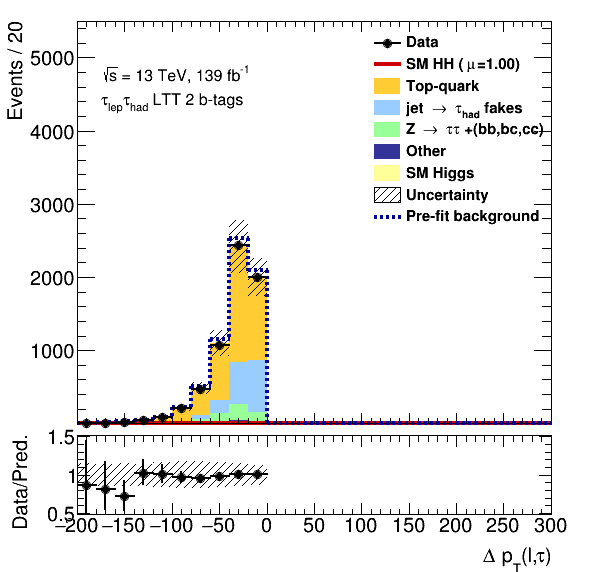 Events / 20
5000
4000
3000
2000
1000
√s = 13 TeV, 139 fb⁻¹
τ_lep τ_had LTT 2 b-tags
Data
SM HH ( μ=1.00)
Top-quark
jet → τ_had fakes
Z → ττ +(bb,bc,cc)
Other
SM Higgs
Uncertainty
Pre-fit background
Data/Pred.
1.5
1
0.5
−200 −150 −100 −50 0 50 100 150 200 250 300
Δ p_T(l,τ)